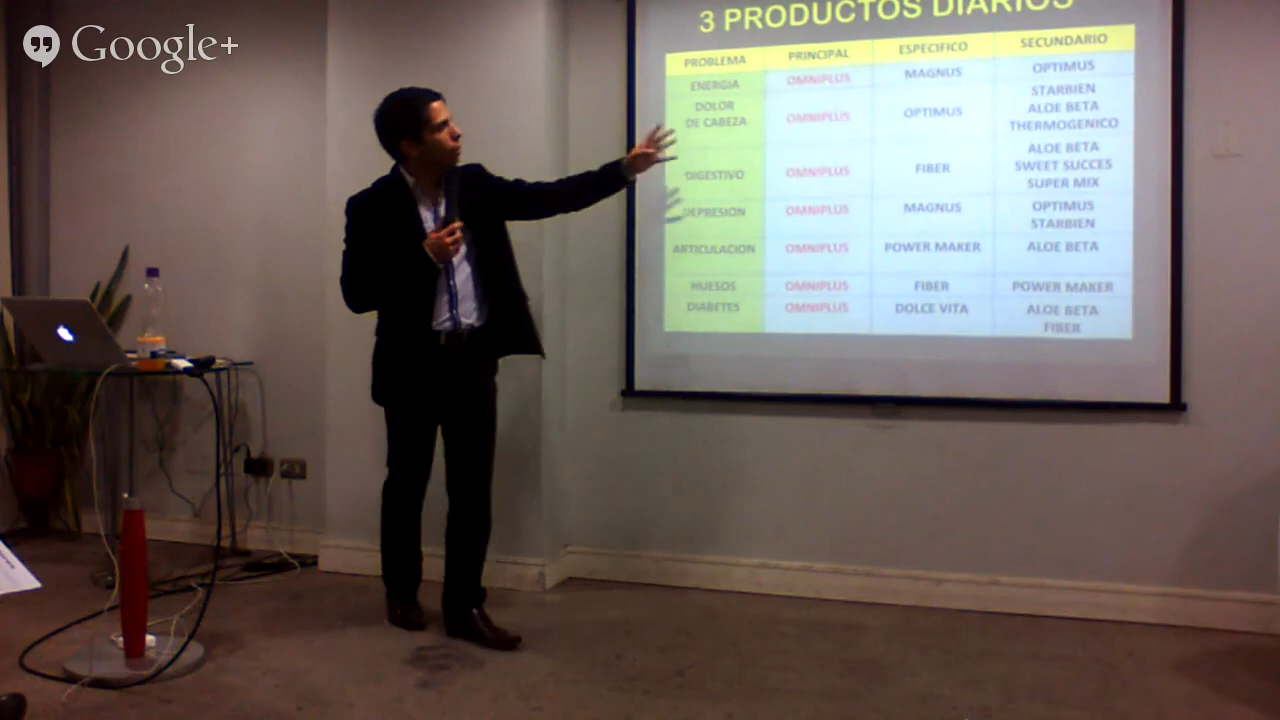 Google+
3 PRODUCTOS DIARIOS
PROBLEMA PRINCIPAL ESPECIFICO SECUNDARIO
ENERGIA OMNIPLUS MAGNUS OPTIMUS
DOLOR DE CABEZA OMNIPLUS OPTIMUS STARBIEN
ALOE BETA
THERMOGENICO
DIGESTIVO OMNIPLUS FIBER ALOE BETA
SWEET SUCCES
SUPER MIX
DEPRESION OMNIPLUS MAGNUS OPTIMUS
STARBIEN
ARTICULACION OMNIPLUS POWER MAKER ALOE BETA
HUESOS OMNIPLUS FIBER POWER MAKER
DIABETES OMNIPLUS DOLCE VITA ALOE BETA
FIBER